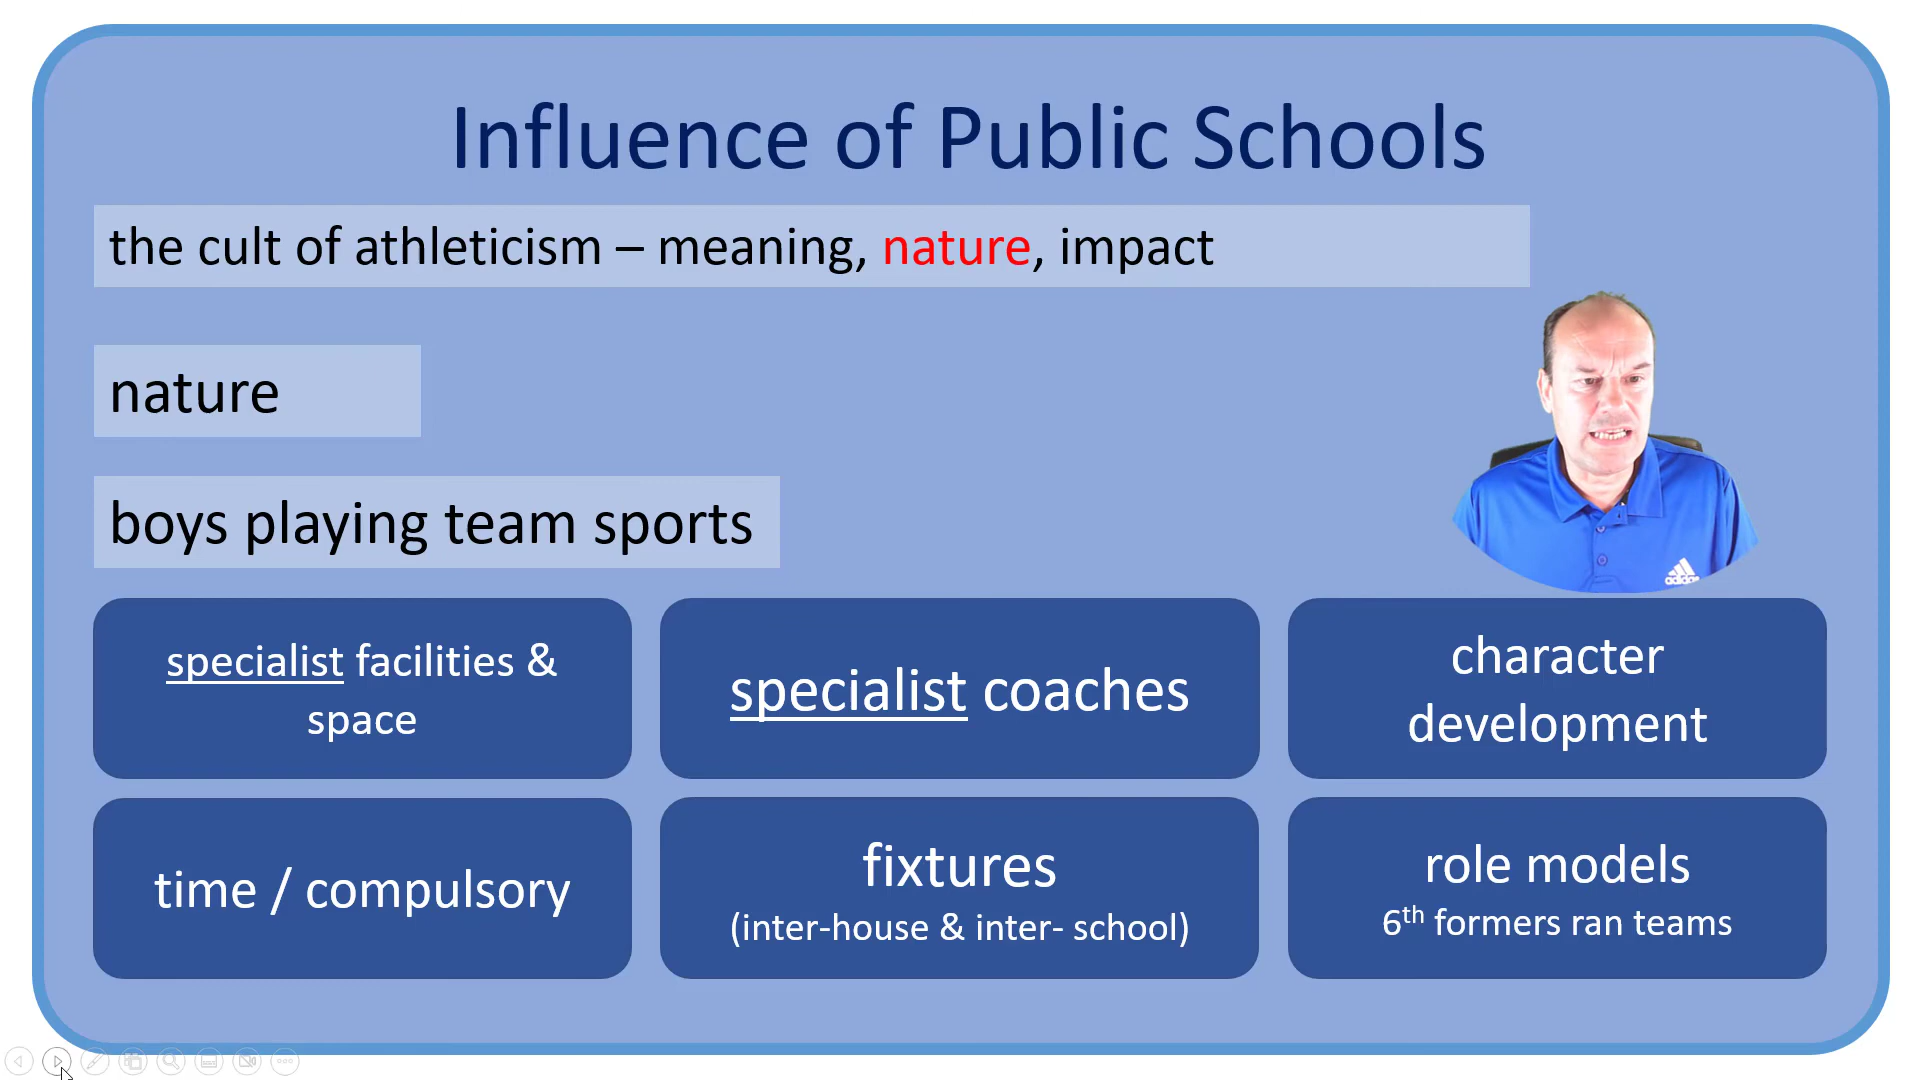 Influence of Public Schools
the cult of athleticism – meaning, nature, impact
nature
boys playing team sports
adidas
specialist facilities &
space
specialist coaches
character
development
time / compulsory
fixtures
(inter-house & inter- school)
role models
6th formers ran teams